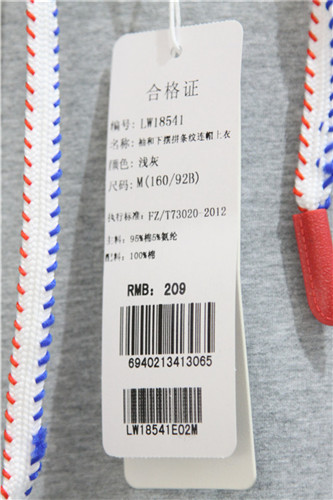 合格证
编号: LW18541
名称: 袖和下摆拼条纹连帽上衣
颜色: 浅灰
尺码: M(160/92B)
执行标准: FZ/T73020-2012
主料: 95%棉5%氨纶
配料: 100%棉
RMB: 209
6940213413065
LW18541E02M